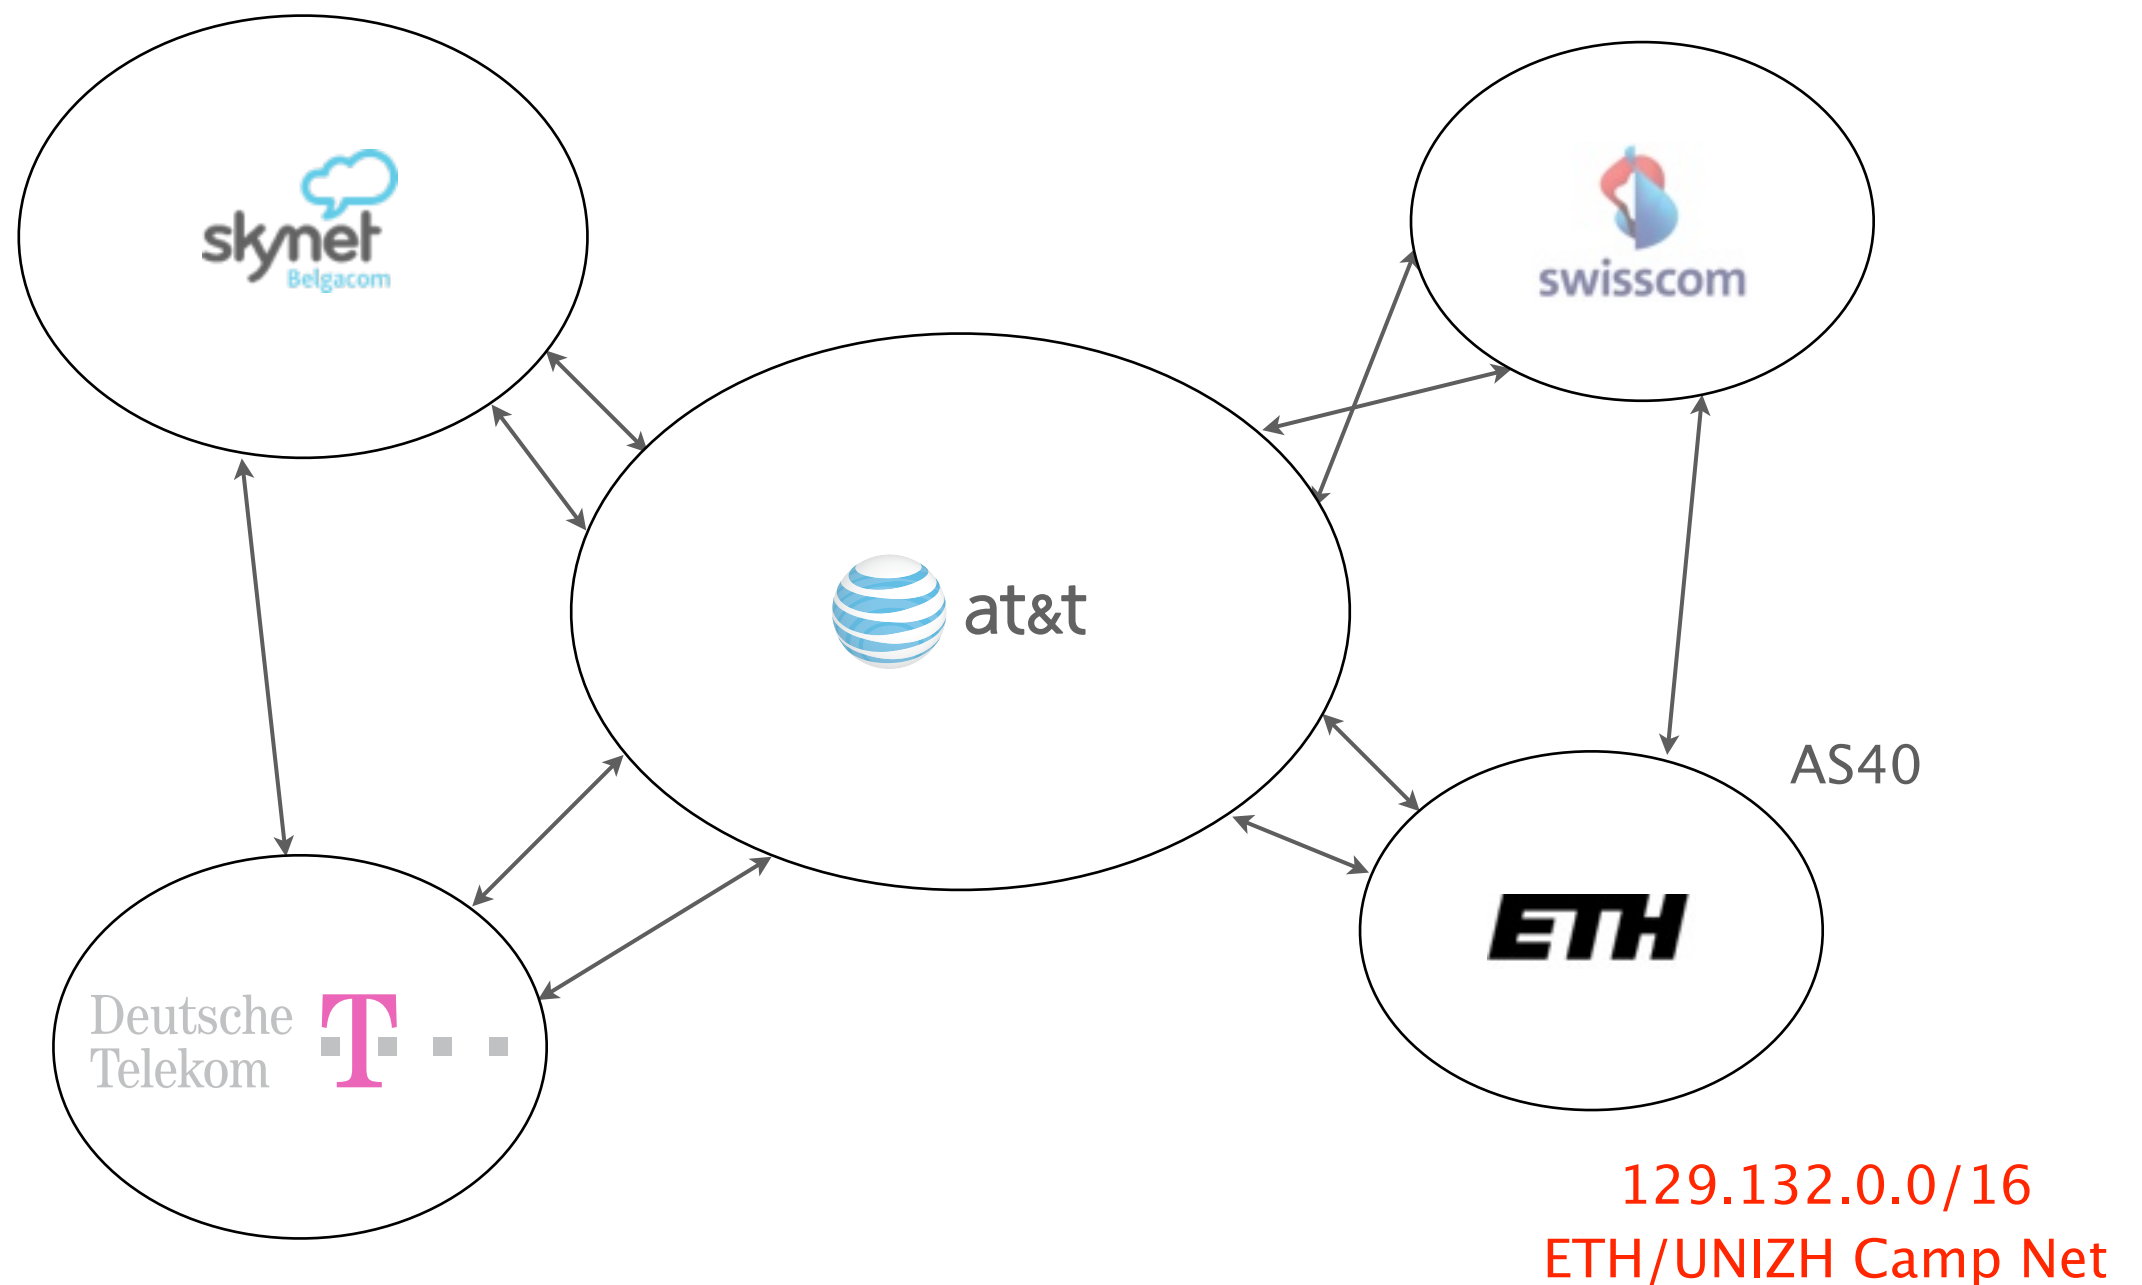 skynet
Belgacom
swisscom
at&t
AS40
ETH
Deutsche
Telekom
T
129.132.0.0/16
ETH/UNIZH Camp Net